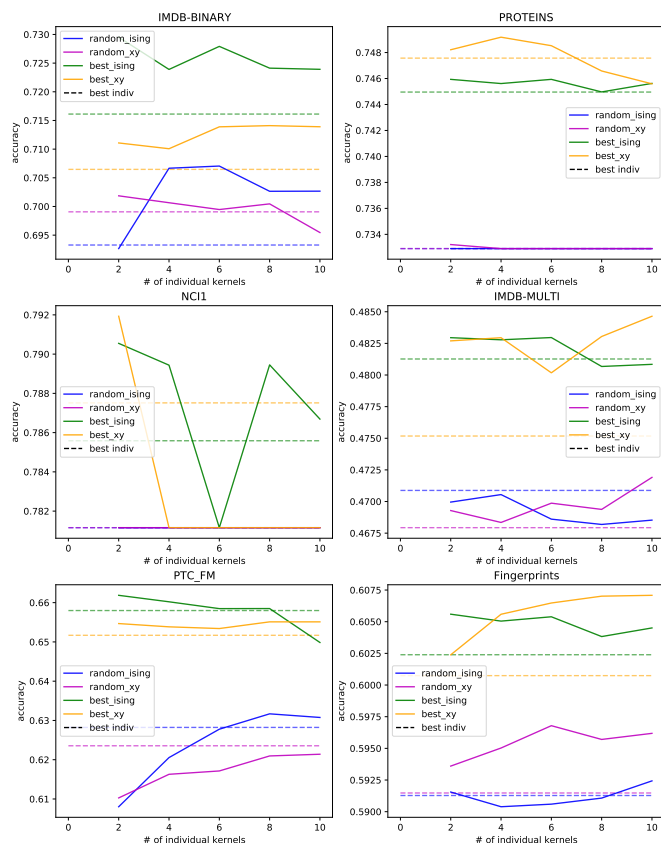 IMDB-BINARY
0.730
0.725
0.720
0.715
0.710
0.705
0.700
0.695
accuracy
random_ising
random_xy
best_ising
best_xy
best indiv
0 2 4 6 8 10
# of individual kernels
PROTEINS
0.748
0.746
0.744
0.742
0.740
0.738
0.736
0.734
accuracy
random_ising
random_xy
best_ising
best_xy
best indiv
0 2 4 6 8 10
# of individual kernels
NCI1
0.792
0.790
0.788
0.786
0.784
0.782
accuracy
random_ising
random_xy
best_ising
best_xy
best indiv
0 2 4 6 8 10
# of individual kernels
IMDB-MULTI
0.4850
0.4825
0.4800
0.4775
0.4750
0.4725
0.4700
0.4675
accuracy
random_ising
random_xy
best_ising
best_xy
best indiv
0 2 4 6 8 10
# of individual kernels
PTC_FM
0.66
0.65
0.64
0.63
0.62
0.61
accuracy
random_ising
random_xy
best_ising
best_xy
best indiv
0 2 4 6 8 10
# of individual kernels
Fingerprints
0.6075
0.6050
0.6025
0.6000
0.5975
0.5950
0.5925
0.5900
accuracy
random_ising
random_xy
best_ising
best_xy
best indiv
0 2 4 6 8 10
# of individual kernels